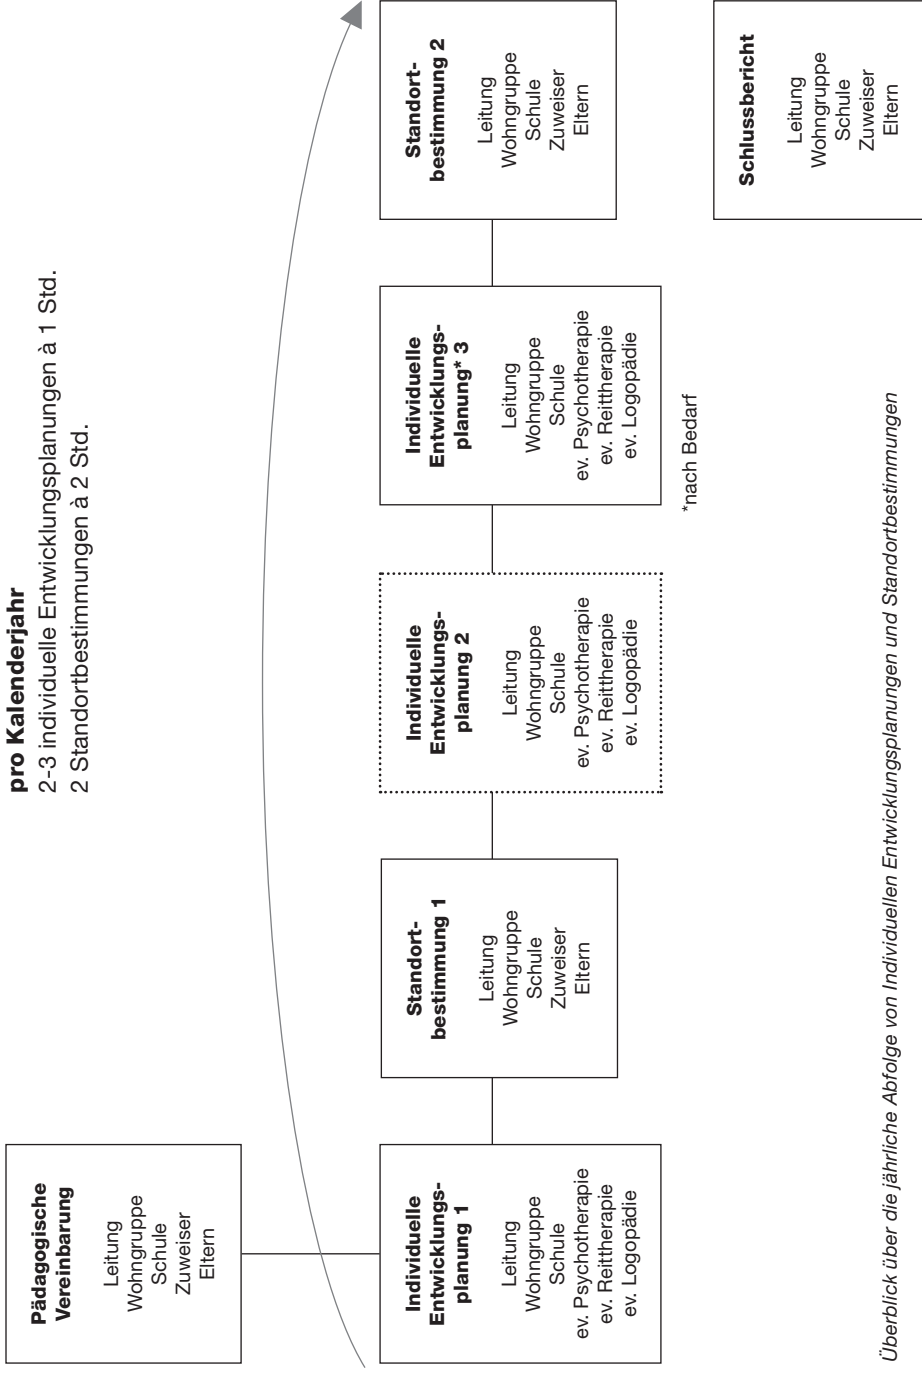 pro Kalenderjahr
2-3 individuelle Entwicklungsplanungen à 1 Std.
2 Standortbestimmungen à 2 Std.
Pädagogische
Vereinbarung
Leitung
Wohngruppe
Schule
Zuweiser
Eltern
Individuelle
Entwicklungs-
planung 1
Leitung
Wohngruppe
Schule
ev. Psychotherapie
ev. Reittherapie
ev. Logopädie
Standort-
bestimmung 1
Leitung
Wohngruppe
Schule
Zuweiser
Eltern
Individuelle
Entwicklungs-
planung 2
Leitung
Wohngruppe
Schule
ev. Psychotherapie
ev. Reittherapie
ev. Logopädie
Individuelle
Entwicklungs-
planung* 3
Leitung
Wohngruppe
Schule
ev. Psychotherapie
ev. Reittherapie
ev. Logopädie
*nach Bedarf
Standort-
bestimmung 2
Leitung
Wohngruppe
Schule
Zuweiser
Eltern
Schlussbericht
Leitung
Wohngruppe
Schule
Zuweiser
Eltern
Überblick über die jährliche Abfolge von Individuellen Entwicklungsplanungen und Standortbestimmungen